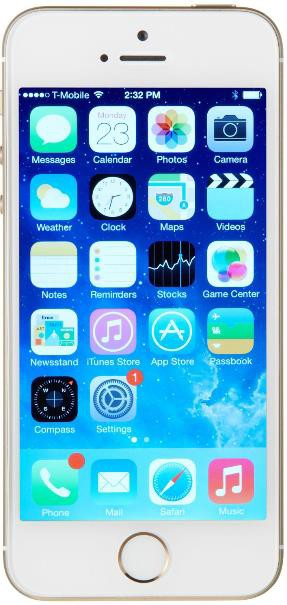 T-Mobile 2:32 PM
Monday
23
280
Messages Calendar Photos Camera
Weather Clock Maps Videos
Notes Reminders Stocks Game Center
Newsstand iTunes Store App Store Passbook
1
Compass Settings
Phone Mail Safari Music